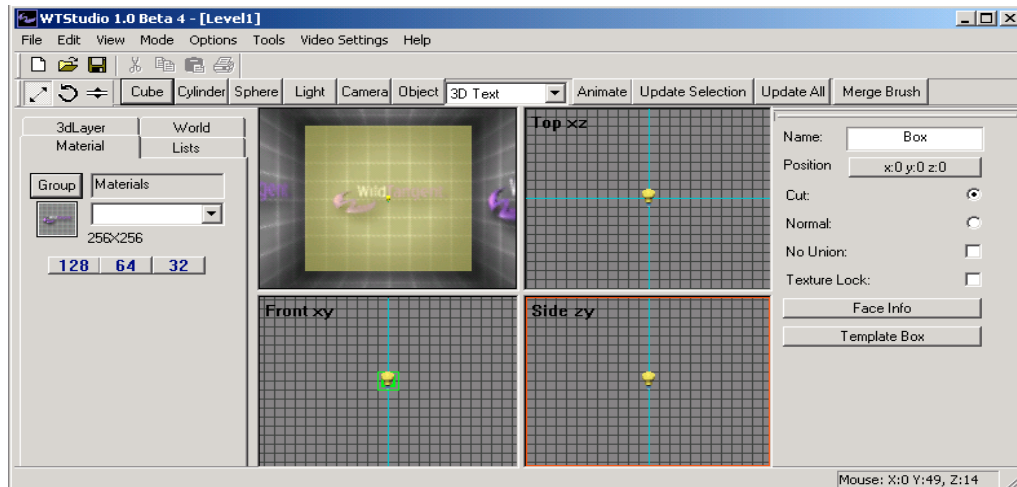 WTStudio 1.0 Beta 4 - [Level1]
File Edit View Mode Options Tools Video Settings Help
Cube Cylinder Sphere Light Camera Object 3D Text Animate Update Selection Update All Merge Brush
3dLayer World
Material Lists
Group Materials
256X256
128 64 32
Wild
Top xz
Front xy
Side zy
Name: Box
Position x:0 y:0 z:0
Cut:
Normal:
No Union:
Texture Lock:
Face Info
Template Box
Mouse: X:0 Y:49, Z:14